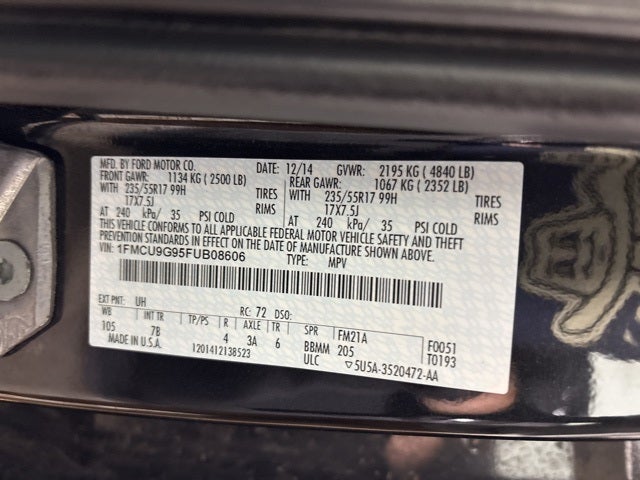 MFD. BY FORD MOTOR CO. DATE: 12/14 GVWR: 2195 KG ( 4840 LB)
FRONT GAWR: 1134 KG ( 2500 LB) REAR GAWR: 1067 KG ( 2352 LB)
WITH 235/55R17 99H TIRES WITH 235/55R17 99H TIRES
17X7.5J RIMS 17X7.5J RIMS
AT 240 kPa/ 35 PSI COLD AT 240 kPa/ 35 PSI COLD
THIS VEHICLE CONFORMS TO ALL APPLICABLE FEDERAL MOTOR VEHICLE SAFETY AND THEFT
PREVENTION STANDARDS IN EFFECT ON THE DATE OF MANUFACTURE SHOWN ABOVE.
VIN: 1FMCU9G95FUB08606 TYPE: MPV
EXT PNT: UH RC: 72 DSO:
WB INT TR TP/PS R AXLE TR SPR FM21A F0051
105 7B 4 3A 6 BBMM 205 T0193
MADE IN U.S.A. 1201412138523 ULC ▽5U5A-3520472-AA